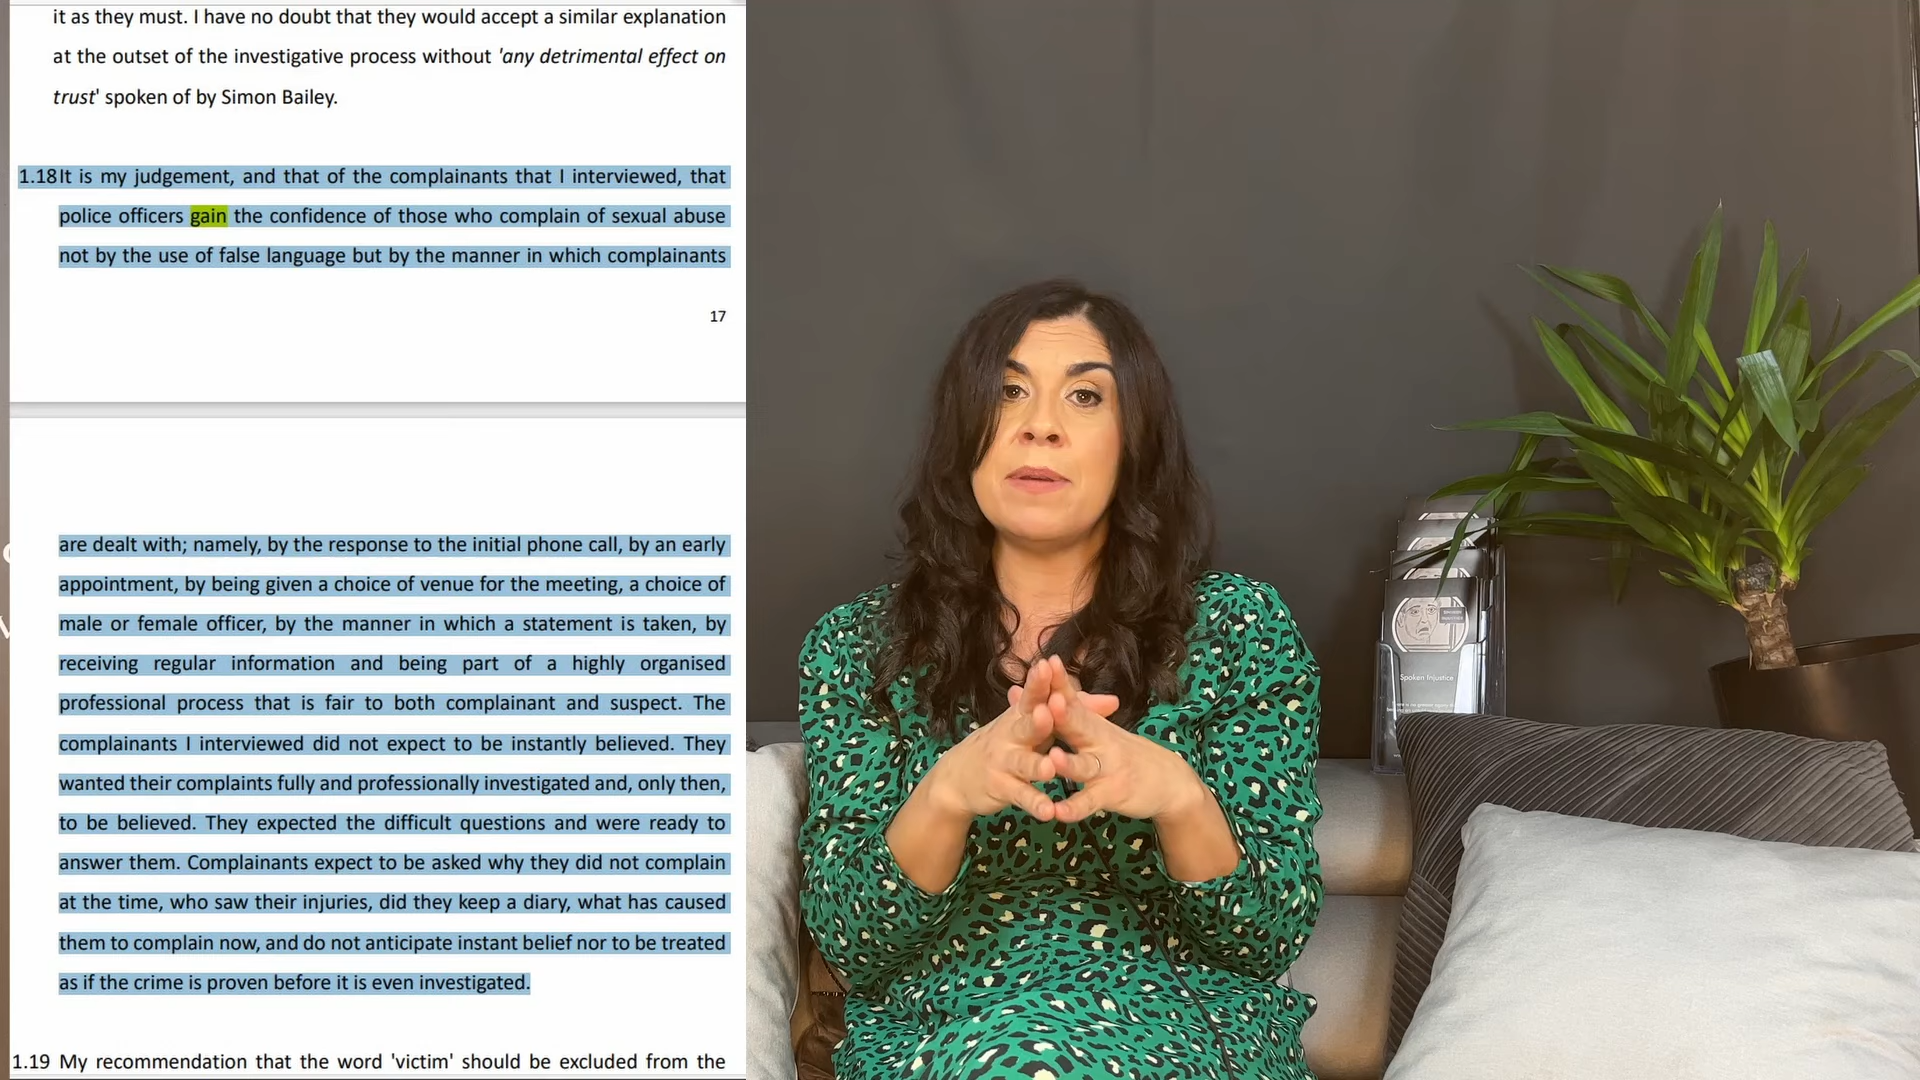 it as they must. I have no doubt that they would accept a similar explanation
at the outset of the investigative process without 'any detrimental effect on
trust' spoken of by Simon Bailey.
1.18 It is my judgement, and that of the complainants that I interviewed, that
police officers gain the confidence of those who complain of sexual abuse
not by the use of false language but by the manner in which complainants
17
are dealt with; namely, by the response to the initial phone call, by an early
appointment, by being given a choice of venue for the meeting, a choice of
male or female officer, by the manner in which a statement is taken, by
receiving regular information and being part of a highly organised
professional process that is fair to both complainant and suspect. The
complainants I interviewed did not expect to be instantly believed. They
wanted their complaints fully and professionally investigated and, only then,
to be believed. They expected the difficult questions and were ready to
answer them. Complainants expect to be asked why they did not complain
at the time, who saw their injuries, did they keep a diary, what has caused
them to complain now, and do not anticipate instant belief nor to be treated
as if the crime is proven before it is even investigated.
1.19 My recommendation that the word 'victim' should be excluded from the
Spoken Injustice